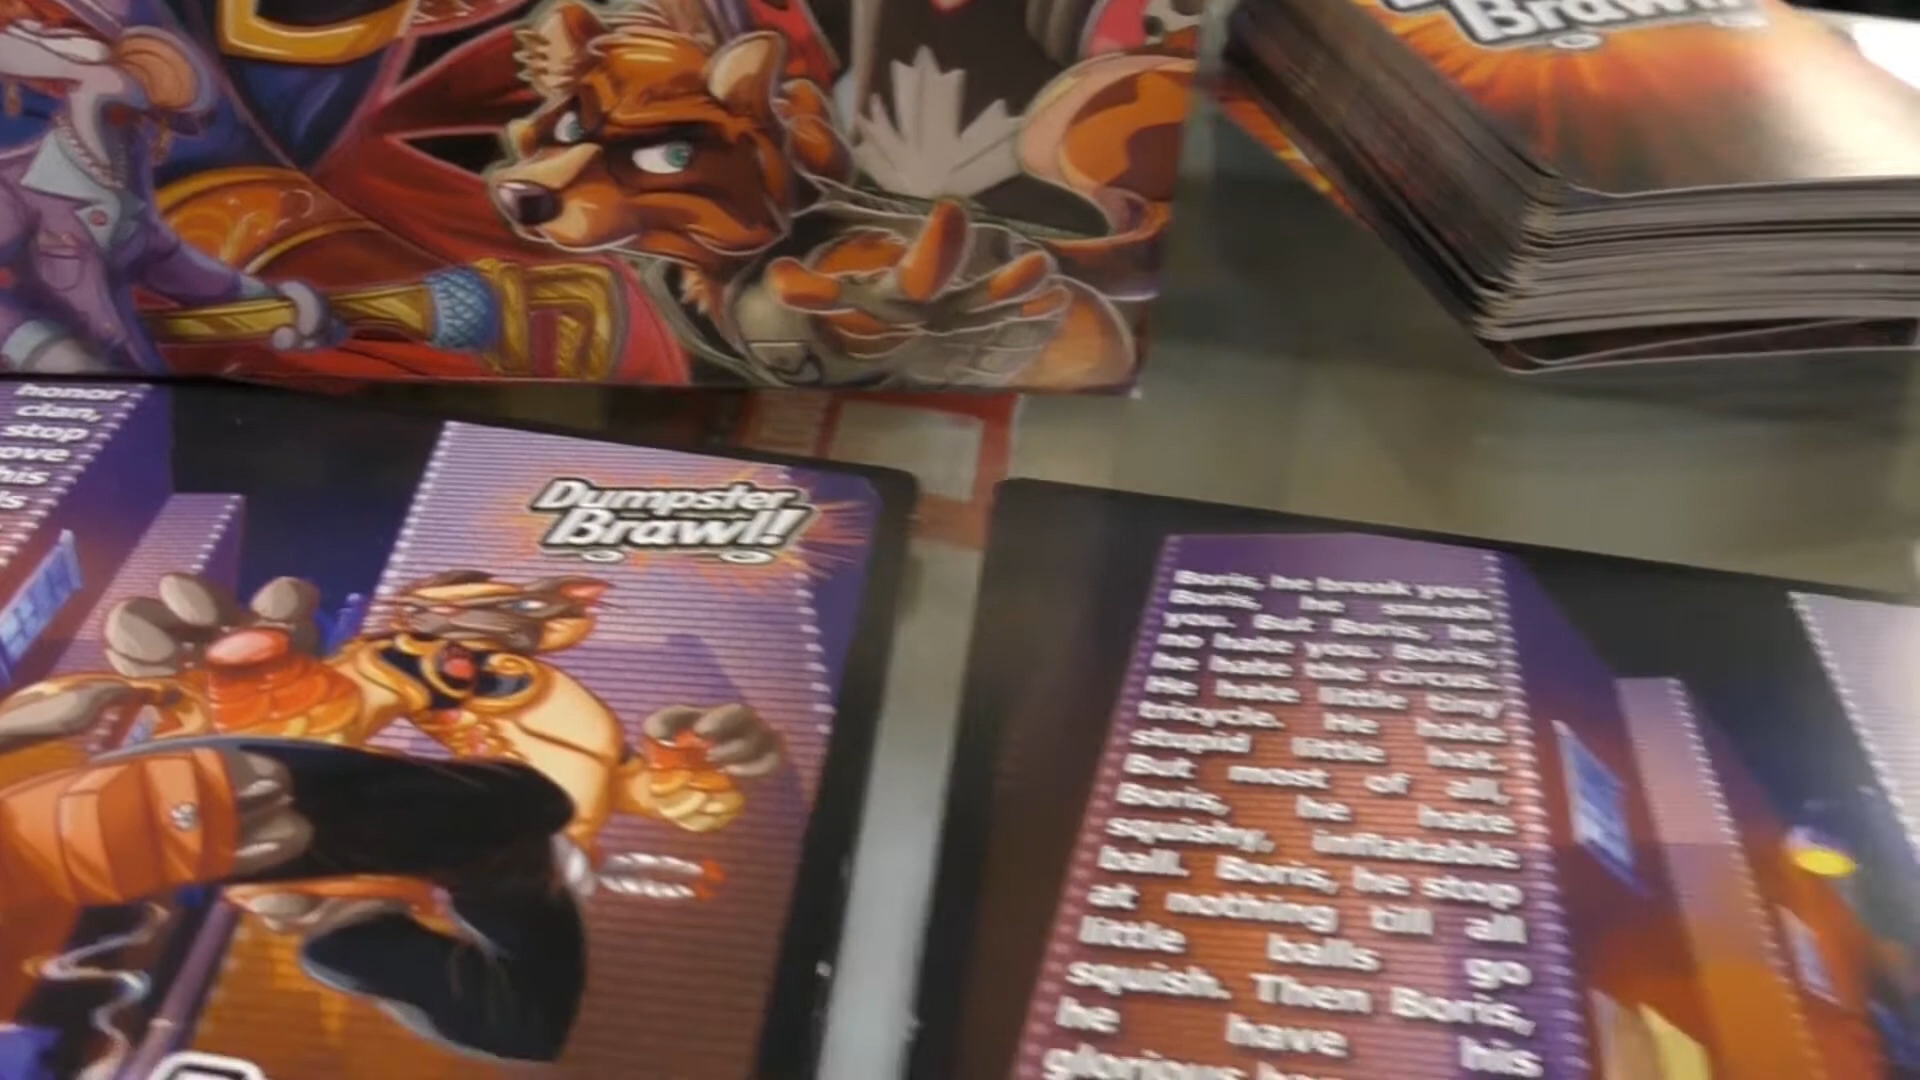 Brawl!
honor
clan,
stop
ove
his
ls
Dumpster
Brawl!
Boris, he break you.
Boris, he smash
you. But Boris, he
no hate you. Boris,
he hate the circus.
He hate little tiny
tricycle. He hate
stupid little hat.
But most of all,
Boris, he hate
squishy, inflatable
ball. Boris, he stop
at nothing till all
little balls go
squish. Then Boris,
he have his
glorious